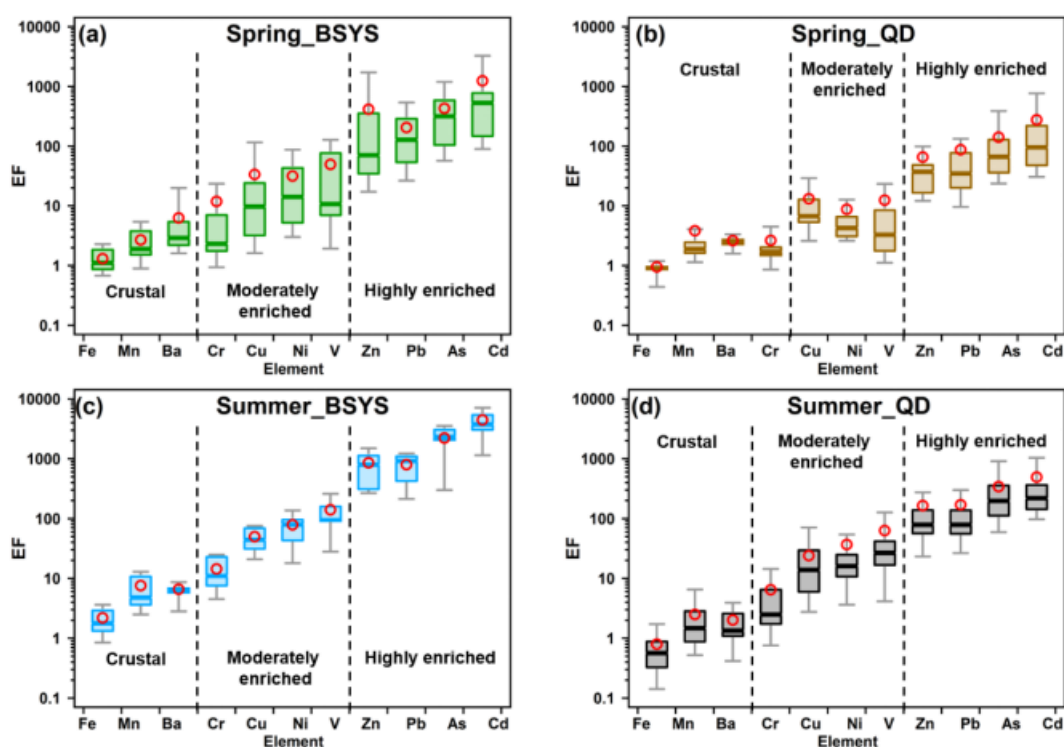 (a) Spring_BSYS
10000
1000
100
10
1
0.1
EF
Crustal
Moderately
enriched
Highly enriched
Fe Mn Ba Cr Cu Ni V Zn Pb As Cd
Element
(b) Spring_QD
10000
1000
100
10
1
0.1
EF
Crustal
Moderately
enriched
Highly enriched
Fe Mn Ba Cr Cu Ni V Zn Pb As Cd
Element
(c) Summer_BSYS
10000
1000
100
10
1
0.1
EF
Crustal
Moderately
enriched
Highly enriched
Fe Mn Ba Cr Cu Ni V Zn Pb As Cd
Element
(d) Summer_QD
10000
1000
100
10
1
0.1
EF
Crustal
Moderately
enriched
Highly enriched
Fe Mn Ba Cr Cu Ni V Zn Pb As Cd
Element